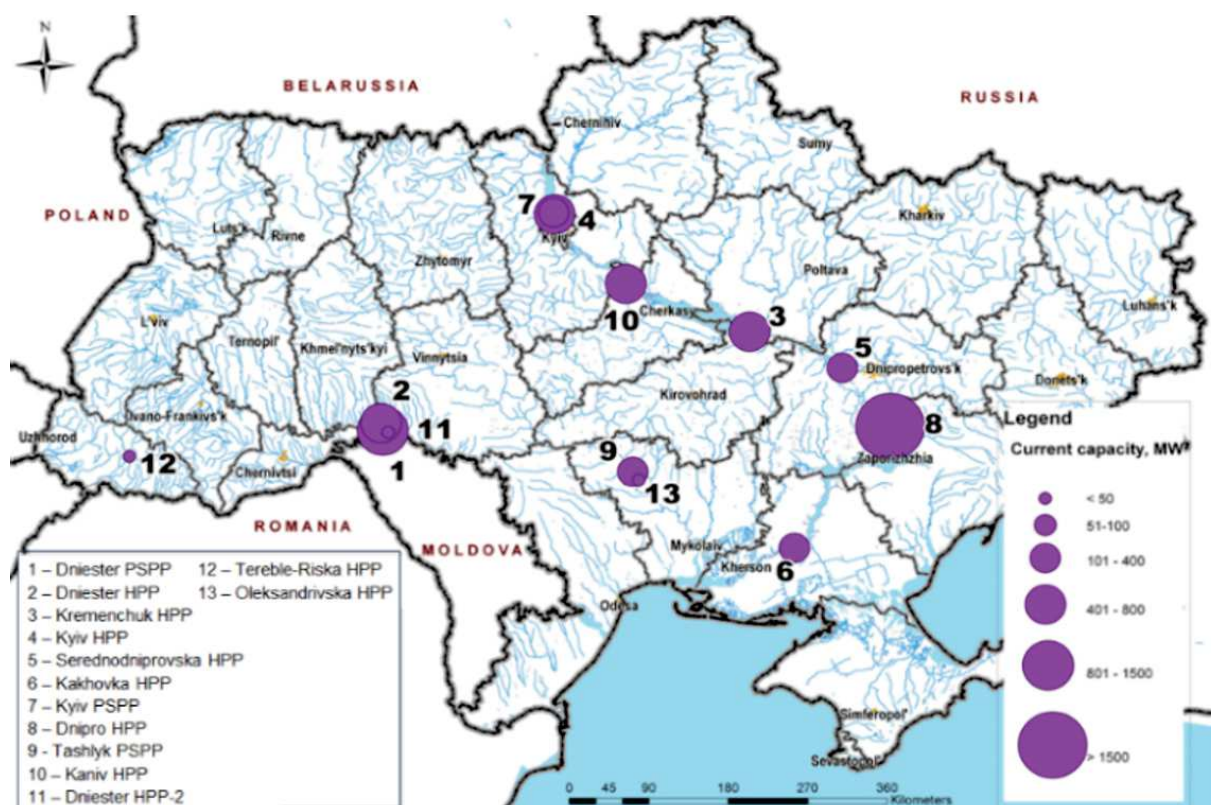 N
BELARUSSIA
RUSSIA
Chernihiv
Sumy
POLAND
Luts'k
Rivne
7
4
Kyiv
Kharkiv
Zhytomyr
Poltava
L'viv
10
Cherkasy
3
Luhans'k
Ternopil'
Khmel'nyts'kyi
Vinnytsia
5
Dnipropetrovs'k
Donets'k
Kirovohrad
2
Ivano-Frankivs'k
11
8
Uzhhorod
12
Chernivtsi
1
9
13
Zaporizhzhia
ROMANIA
MOLDOVA
Mykolaiv
Kherson
6
Odesa
Simferopol'
Sevastopol'
Legend
Current capacity, MW
< 50
51-100
101 - 400
401 - 800
801 - 1500
> 1500
1 – Dniester PSPP
2 – Dniester HPP
3 – Kremenchuk HPP
4 – Kyiv HPP
5 – Serednodniprovska HPP
6 – Kakhovka HPP
7 – Kyiv PSPP
8 – Dnipro HPP
9 - Tashlyk PSPP
10 – Kaniv HPP
11 – Dniester HPP-2
12 – Tereble-Riska HPP
13 – Oleksandrivska HPP
0 45 90 180 270 360
Kilometers